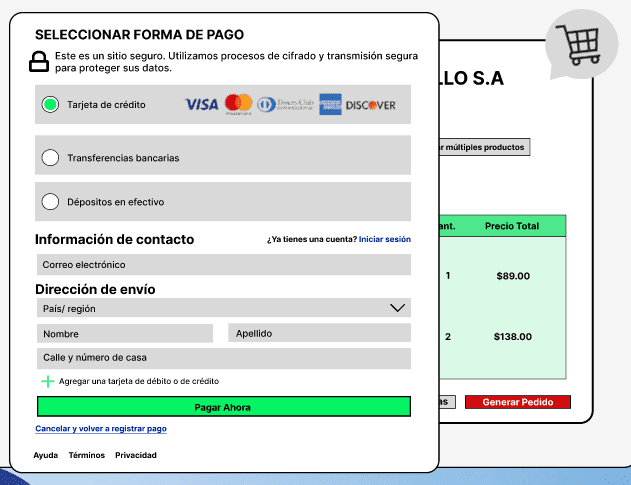 SELECCIONAR FORMA DE PAGO
Este es un sitio seguro. Utilizamos procesos de cifrado y transmisión segura
para proteger sus datos.
Tarjeta de crédito
VISA
Diners Club
INTERNATIONAL
DISCOVER
Transferencias bancarias
Dépositos en efectivo
Información de contacto
¿Ya tienes una cuenta? Iniciar sesión
Correo electrónico
Dirección de envío
País/ región
Nombre
Apellido
Calle y número de casa
Agregar una tarjeta de débito o de crédito
Pagar Ahora
Cancelar y volver a registrar pago
Ayuda Términos Privacidad
LLO S.A
ar múltiples productos
ant. Precio Total
1 $89.00
2 $138.00
as
Generar Pedido